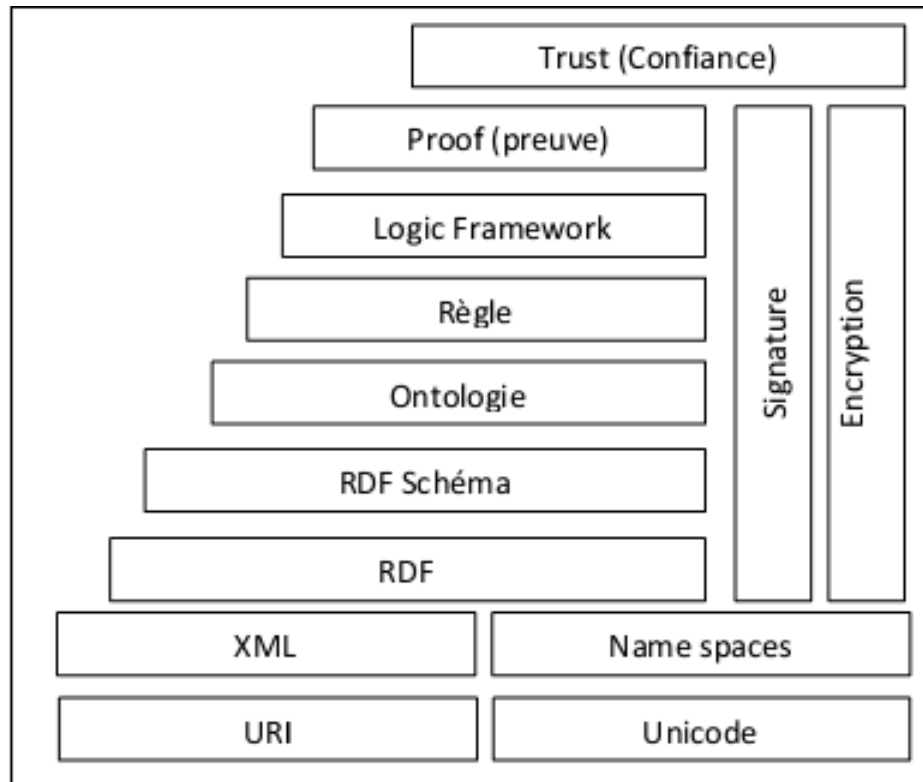 Trust (Confiance)
Proof (preuve)
Logic Framework
Règle
Ontologie
RDF Schéma
RDF
Signature
Encryption
XML
Name spaces
URI
Unicode